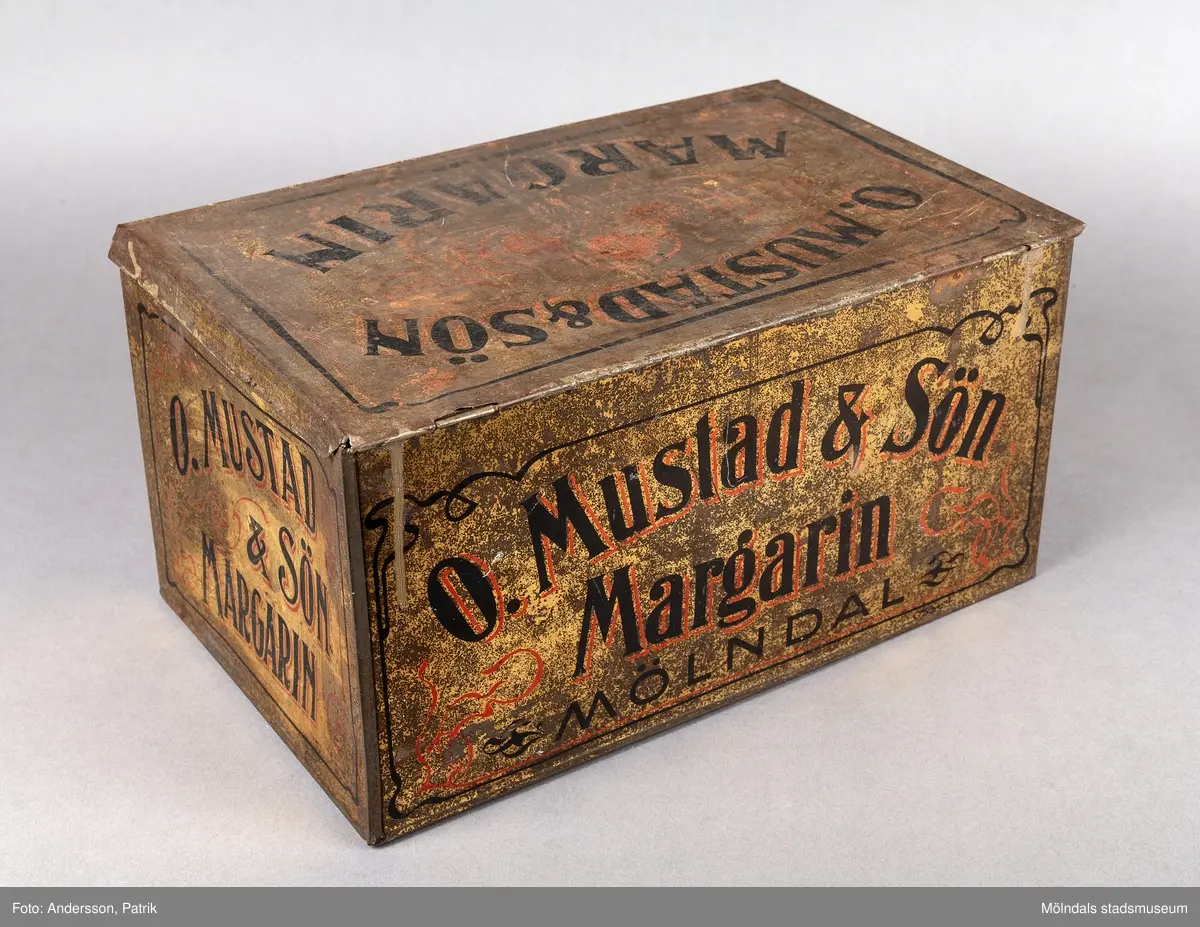 MARGARIN
O. MUSTAD & SÖN
O. MUSTAD
& SÖN
MARGARIN
O. Mustad & Sön
Margarin
MÖLNDAL
Foto: Andersson, Patrik
Mölndals stadsmuseum